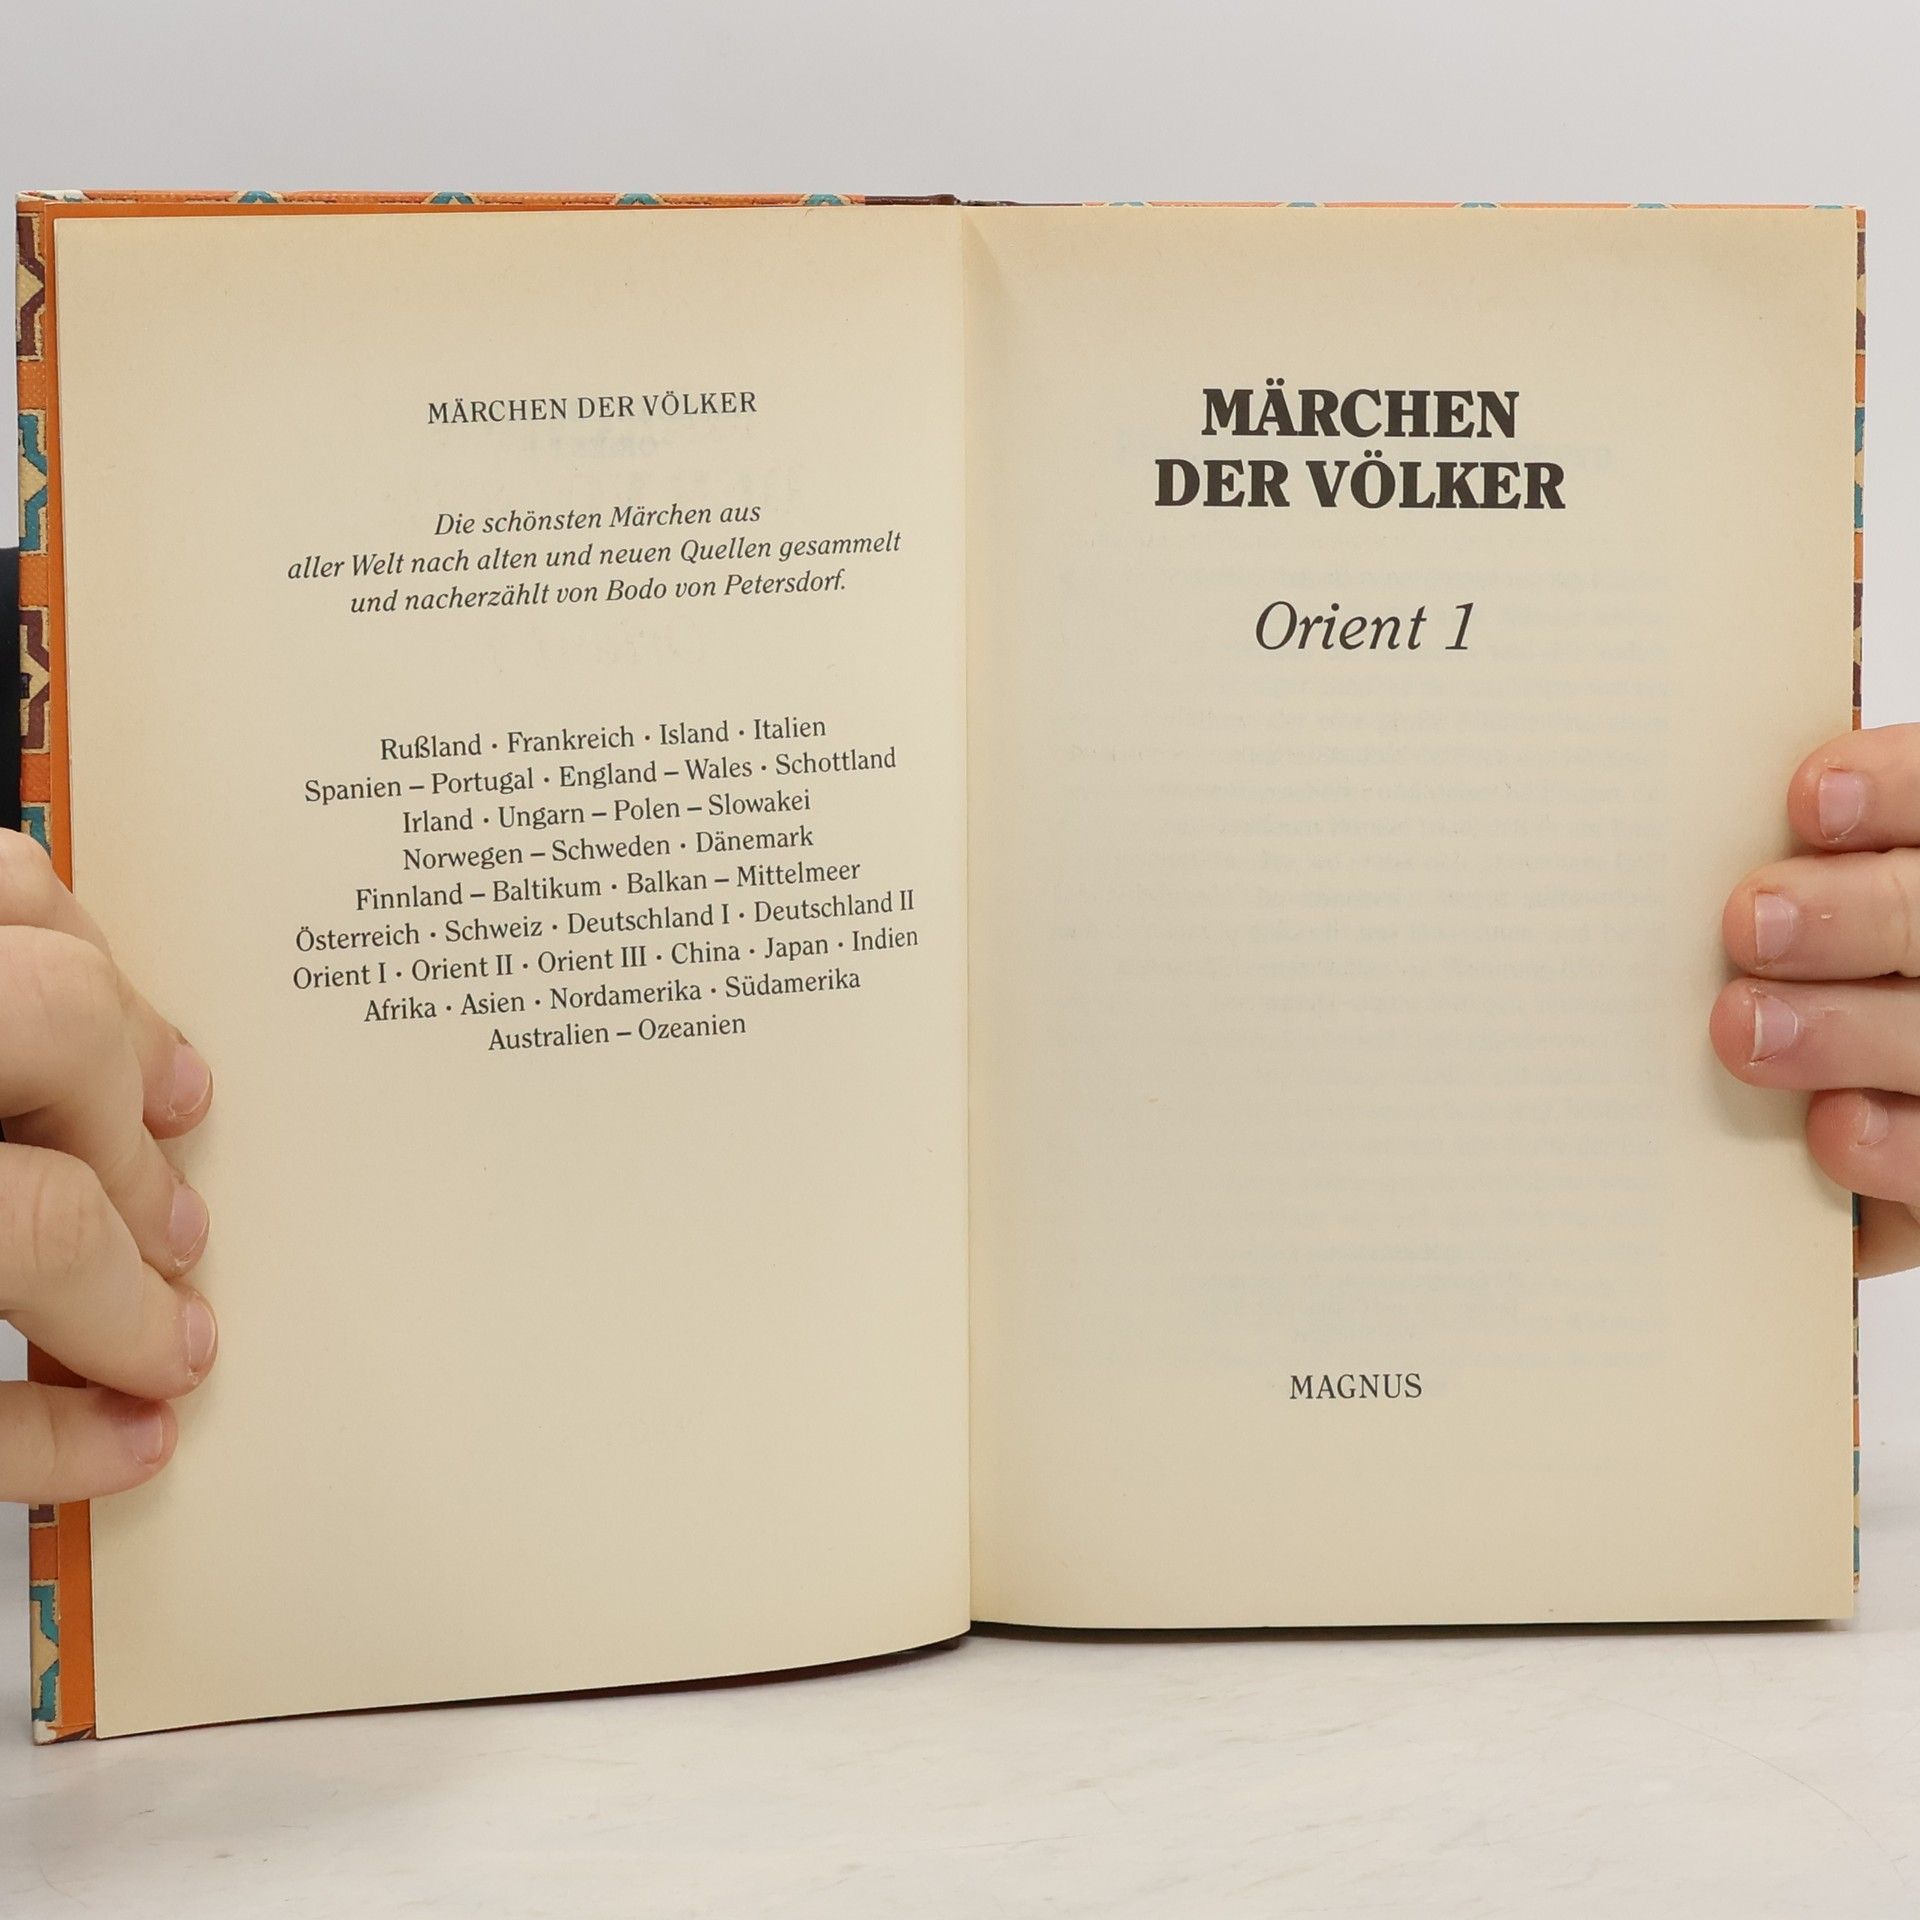 MÄRCHEN DER VÖLKER
Die schönsten Märchen aus
aller Welt nach alten und neuen Quellen gesammelt
und nacherzählt von Bodo von Petersdorf.
Rußland · Frankreich · Island · Italien
Spanien – Portugal · England – Wales · Schottland
Irland · Ungarn – Polen – Slowakei
Norwegen – Schweden · Dänemark
Finnland – Baltikum · Balkan – Mittelmeer
Österreich · Schweiz · Deutschland I · Deutschland II
Orient I · Orient II · Orient III · China · Japan · Indien
Afrika · Asien · Nordamerika · Südamerika
Australien – Ozeanien
MÄRCHEN
DER VÖLKER
Orient 1
MAGNUS